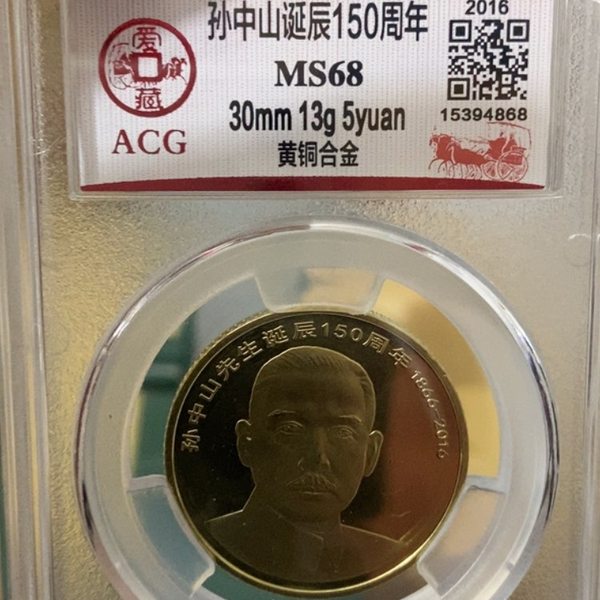 孙中山诞辰150周年
2016
爱藏
MS68
ACG
30mm 13g 5yuan
15394868
黄铜合金
孙中山先生诞辰150周年 1866-2016